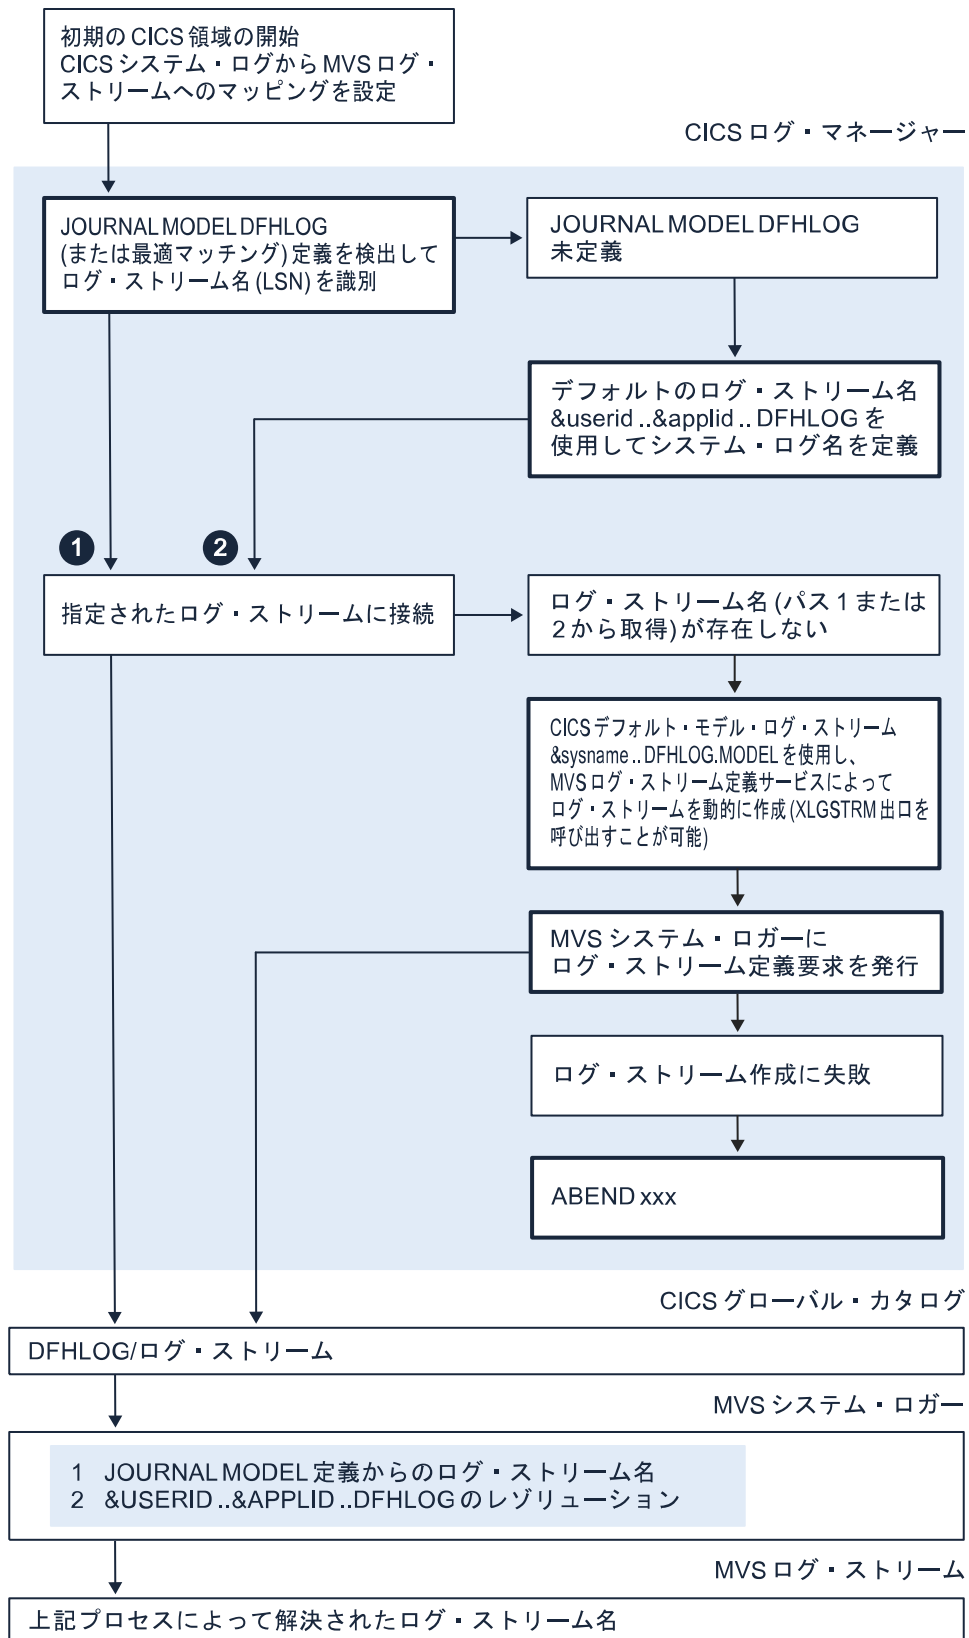 初期の CICS 領域の開始
CICS システム・ログから MVS ログ・
ストリームへのマッピングを設定
CICS ログ・マネージャー
JOURNAL MODEL DFHLOG
(または最適マッチング) 定義を検出して
ログ・ストリーム名 (LSN) を識別
JOURNAL MODEL DFHLOG
未定義
デフォルトのログ・ストリーム名
&userid ..&applid .. DFHLOG を
使用してシステム・ログ名を定義
1
2
指定されたログ・ストリームに接続
ログ・ストリーム名 (パス 1 または
2 から取得) が存在しない
CICS デフォルト・モデル・ログ・ストリーム
&sysname .. DFHLOG.MODEL を使用し、
MVS ログ・ストリーム定義サービスによって
ログ・ストリームを動的に作成 (XLGSTRM 出口を
呼び出すことが可能)
MVS システム・ロガーに
ログ・ストリーム定義要求を発行
ログ・ストリーム作成に失敗
ABEND xxx
CICS グローバル・カタログ
DFHLOG/ログ・ストリーム
MVS システム・ロガー
1 JOURNAL MODEL 定義からのログ・ストリーム名
2 &USERID ..&APPLID ..DFHLOG のレゾリューション
MVS ログ・ストリーム
上記プロセスによって解決されたログ・ストリーム名